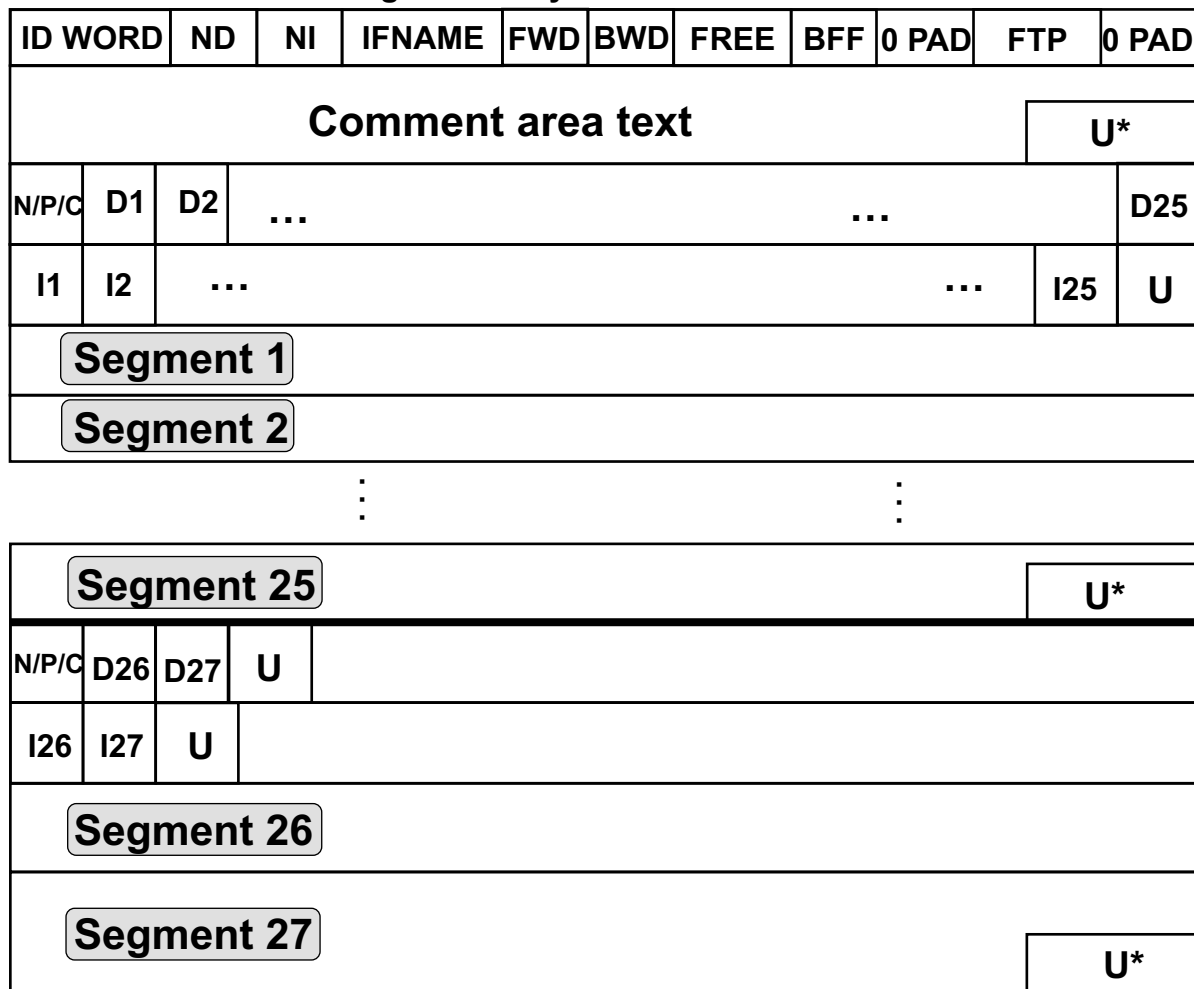 ID WORD ND NI IFNAME FWD BWD FREE BFF 0 PAD FTP 0 PAD
Comment area text U*
N/P/C D1 D2 ... ... D25
I1 I2 ... ... I25 U
Segment 1
Segment 2
Segment 25 U*
N/P/C D26 D27 U
I26 I27 U
Segment 26
Segment 27
U*